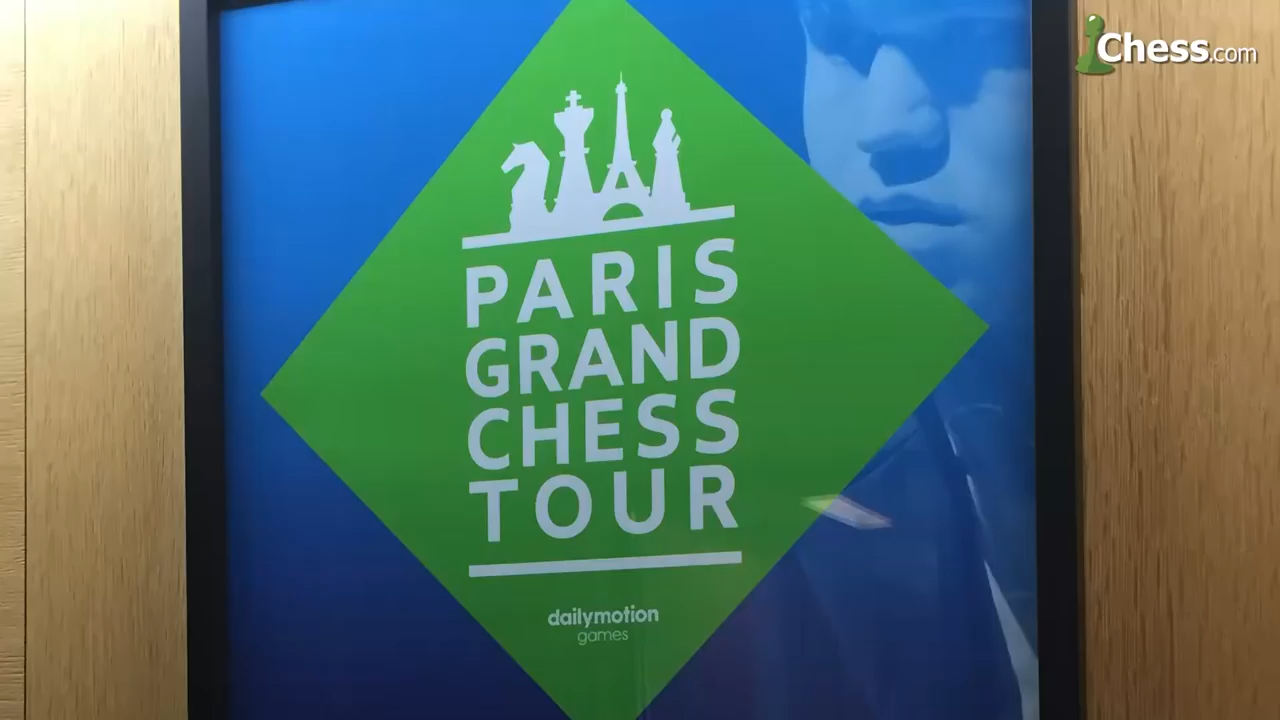 Chess.com
PARIS
GRAND
CHESS
TOUR
dailymotion
games